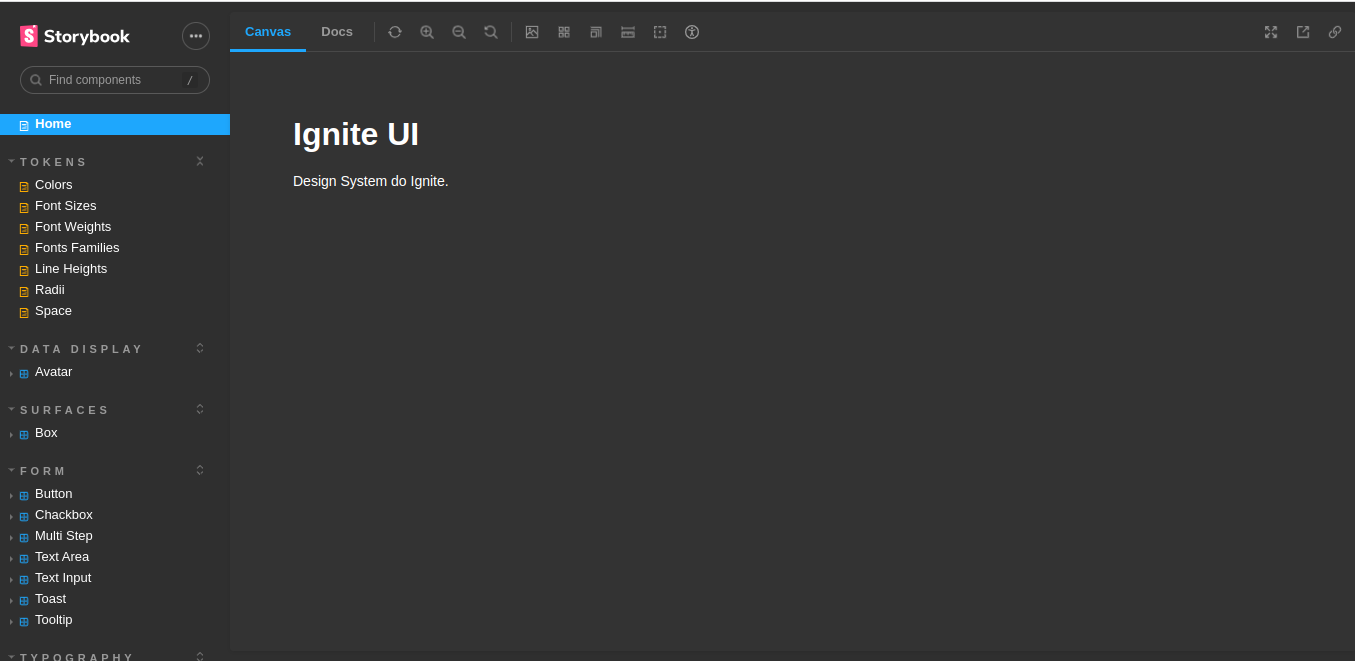 Storybook
Find components /
Home
TOKENS
Colors
Font Sizes
Font Weights
Fonts Families
Line Heights
Radii
Space
DATA DISPLAY
Avatar
SURFACES
Box
FORM
Button
Chackbox
Multi Step
Text Area
Text Input
Toast
Tooltip
TYPOGRAPHY
Canvas Docs
Ignite UI
Design System do Ignite.